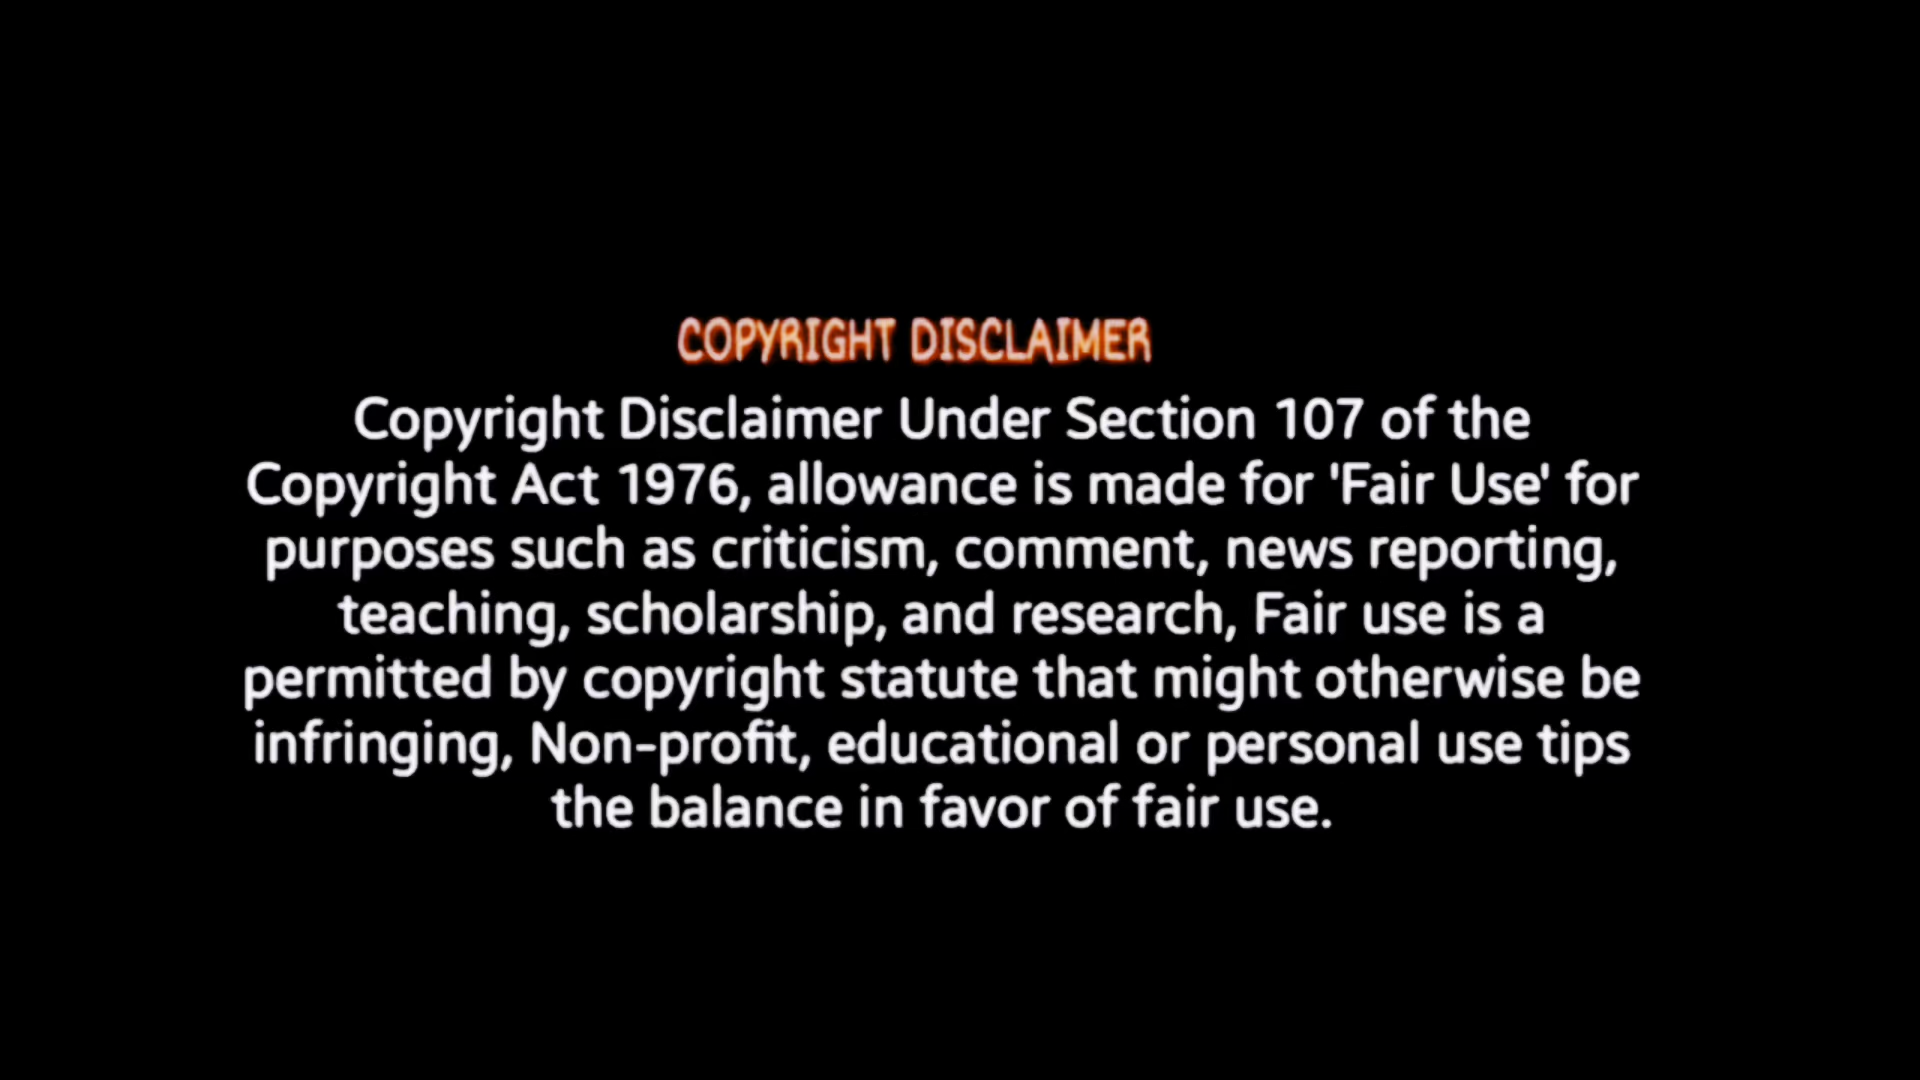 COPYRIGHT DISCLAIMER
Copyright Disclaimer Under Section 107 of the
Copyright Act 1976, allowance is made for 'Fair Use' for
purposes such as criticism, comment, news reporting,
teaching, scholarship, and research, Fair use is a
permitted by copyright statute that might otherwise be
infringing, Non-profit, educational or personal use tips
the balance in favor of fair use.